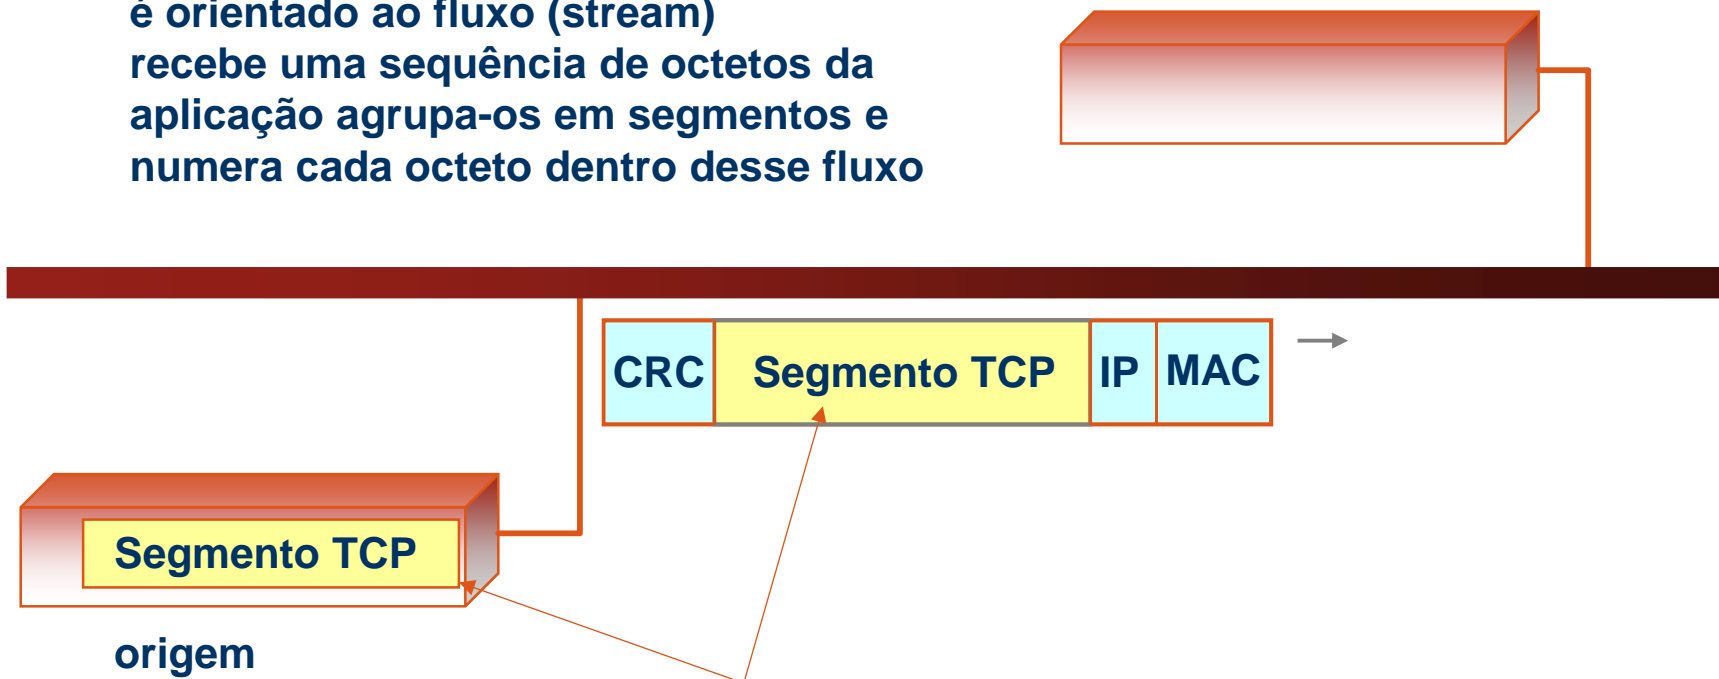 é orientado ao fluxo (stream)
recebe uma sequência de octetos da
aplicação agrupa-os em segmentos e
numera cada octeto dentro desse fluxo
CRC Segmento TCP IP MAC
Segmento TCP
origem